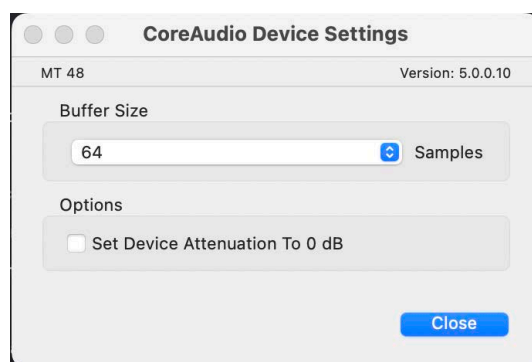 CoreAudio Device Settings
MT 48 Version: 5.0.0.10
Buffer Size
64 Samples
Options
Set Device Attenuation To 0 dB
Close